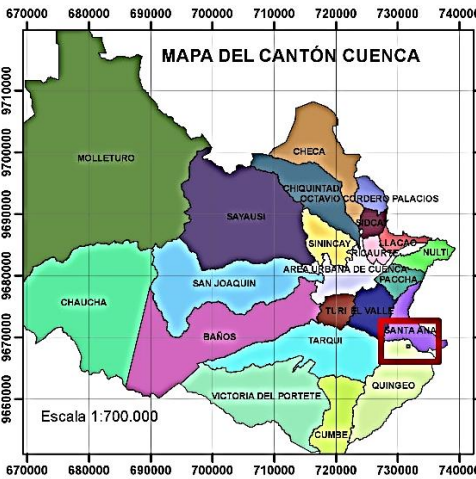 670000 680000 690000 700000 710000 720000 730000 740000
MAPA DEL CANTÓN CUENCA
9710000
9700000
9690000
9680000
9670000
9660000
CHECA
MOLLETURO
CHIQUINTAD
OCTAVIO CORDERO PALACIOS
SAYAUSI
SIDCAY
SININCAY
LLACAO
RICAURTE
NULTI
AREA URBANA DE CUENCA
PACCHA
SAN JOAQUIN
CHAUCHA
TURI
EL VALLE
SANTA ANA
BAÑOS
TARQUI
QUINGEO
VICTORIA DEL PORTETE
Escala 1:700.000
CUMBE
670000 680000 690000 700000 710000 720000 730000 740000